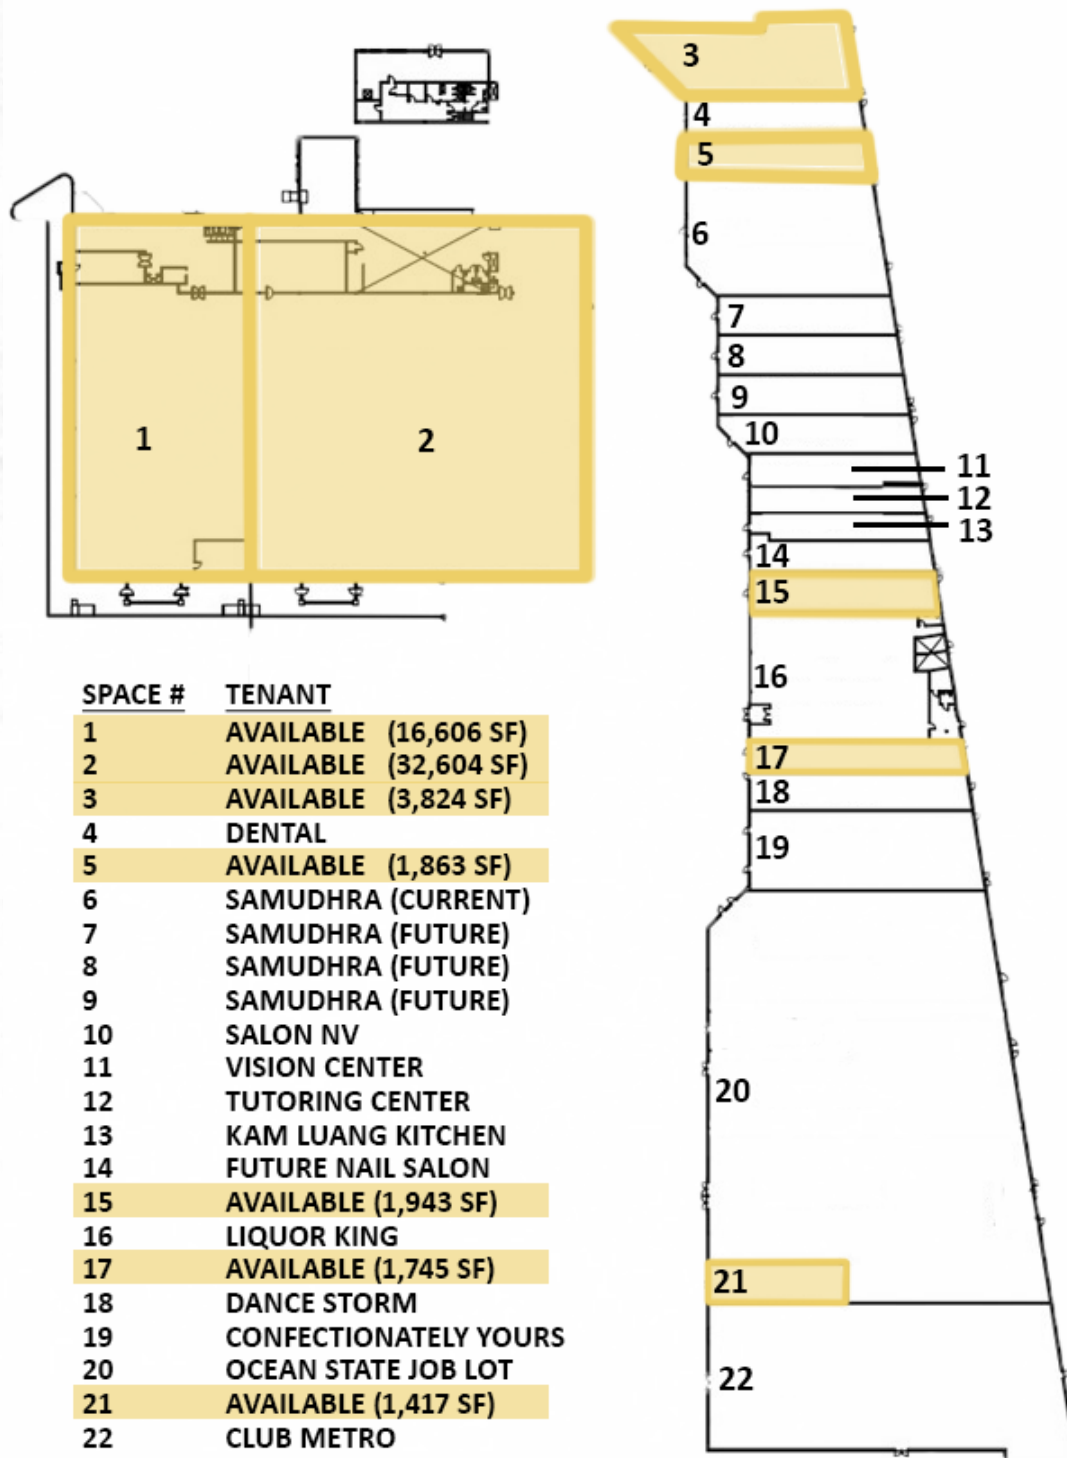 3
4
5
6
7
8
9
10
11
12
13
14
15
16
17
18
19
20
21
22
1
2
SPACE # TENANT
1 AVAILABLE (16,606 SF)
2 AVAILABLE (32,604 SF)
3 AVAILABLE (3,824 SF)
4 DENTAL
5 AVAILABLE (1,863 SF)
6 SAMUDHRA (CURRENT)
7 SAMUDHRA (FUTURE)
8 SAMUDHRA (FUTURE)
9 SAMUDHRA (FUTURE)
10 SALON NV
11 VISION CENTER
12 TUTORING CENTER
13 KAM LUANG KITCHEN
14 FUTURE NAIL SALON
15 AVAILABLE (1,943 SF)
16 LIQUOR KING
17 AVAILABLE (1,745 SF)
18 DANCE STORM
19 CONFECTIONATELY YOURS
20 OCEAN STATE JOB LOT
21 AVAILABLE (1,417 SF)
22 CLUB METRO